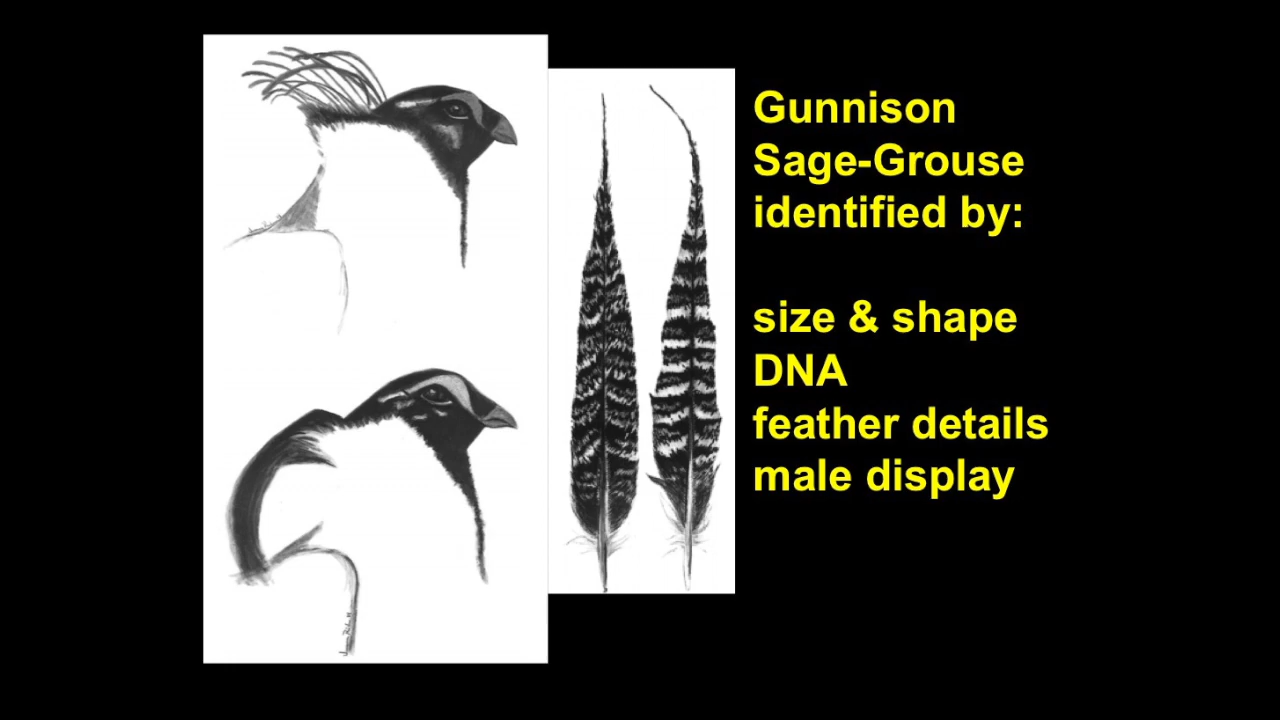 Gunnison
Sage-Grouse
identified by:
size & shape
DNA
feather details
male display